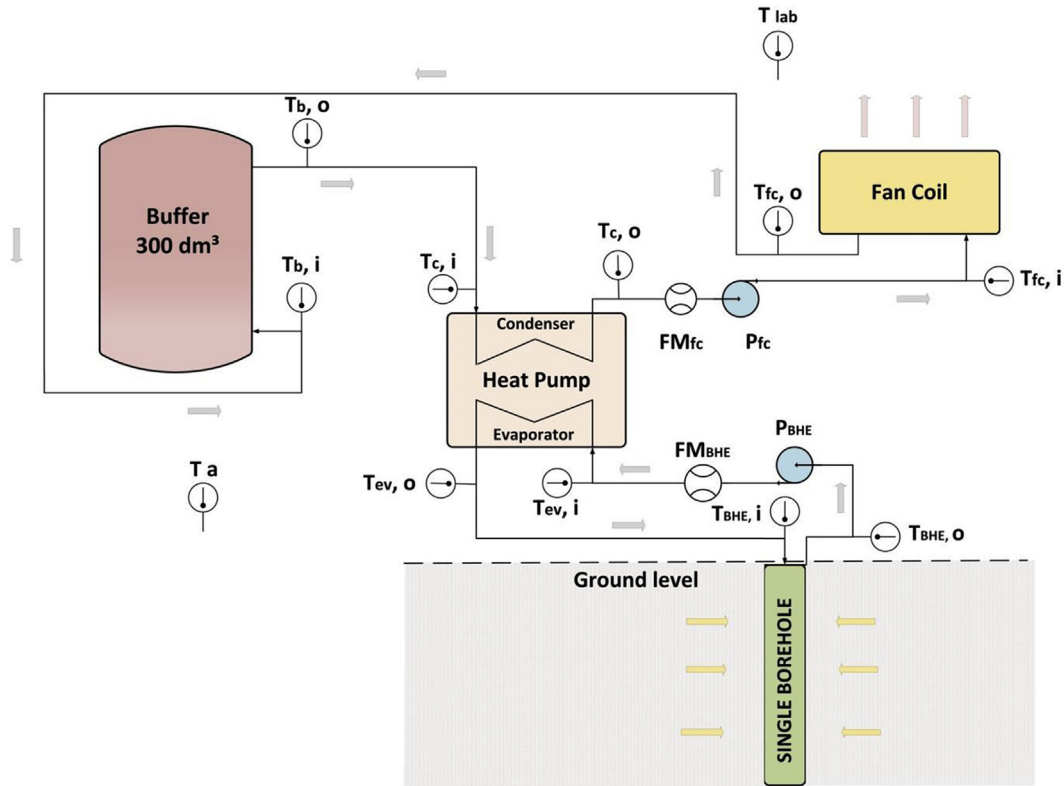 T lab
Tb, o
Buffer
300 dm³
Tb, i
Fan Coil
Tfc, o
Tc, o
Tc, i
Tfc, i
Condenser
FMfc
Pfc
Heat Pump
Evaporator
PBHE
FMBHE
T a
Tev, o
Tev, i
TBHE, i
TBHE, o
Ground level
SINGLE BOREHOLE